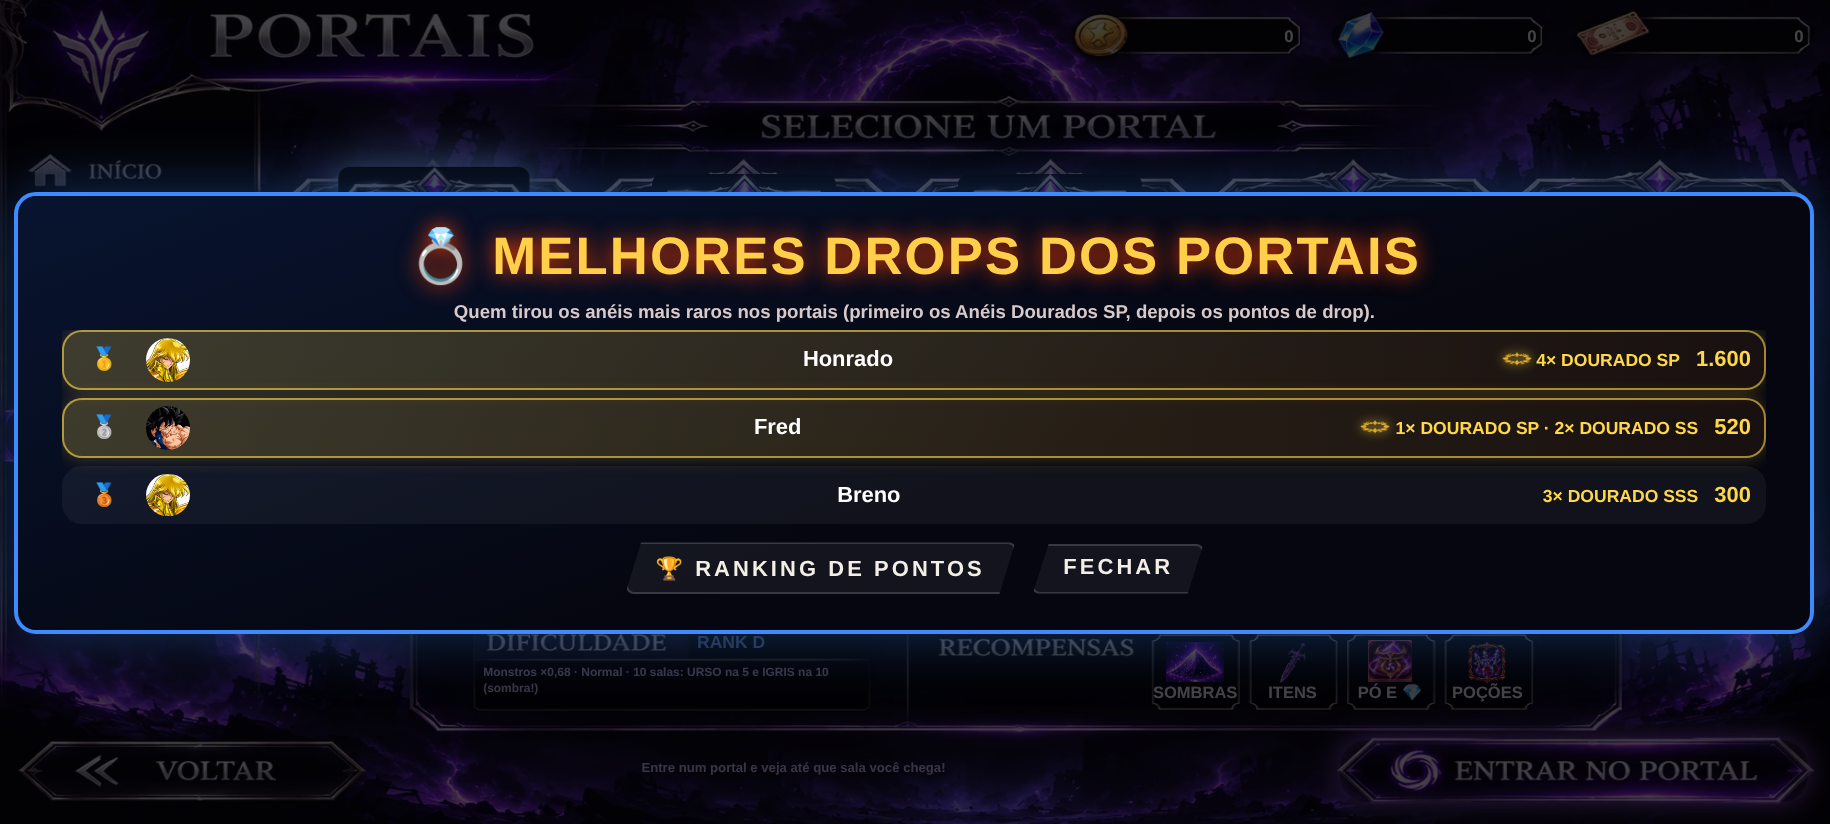 PORTAIS
0
0
0
SELECIONE UM PORTAL
INÍCIO
MELHORES DROPS DOS PORTAIS
Quem tirou os anéis mais raros nos portais (primeiro os Anéis Dourados SP, depois os pontos de drop).
Honrado 4× DOURADO SP 1.600
Fred 1× DOURADO SP · 2× DOURADO SS 520
Breno 3× DOURADO SSS 300
RANKING DE PONTOS
FECHAR
DIFICULDADE RANK D
Monstros ×0,68 · Normal · 10 salas: URSO na 5 e IGRIS na 10
(sombra!)
RECOMPENSAS
SOMBRAS
ITENS
PÓ E
POÇÕES
VOLTAR
Entre num portal e veja até que sala você chega!
ENTRAR NO PORTAL